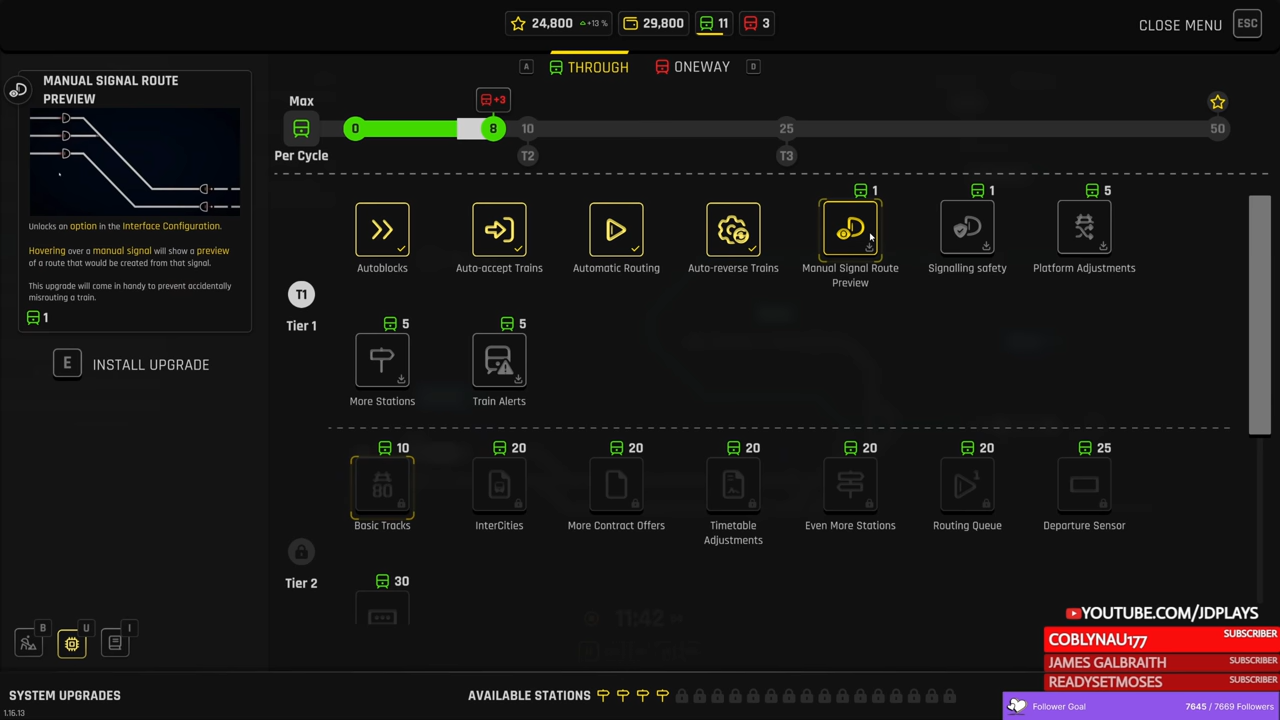 24,800 +13 %
29,800
11
3
CLOSE MENU ESC
A THROUGH ONEWAY D
MANUAL SIGNAL ROUTE
PREVIEW
Unlocks an option in the Interface Configuration.
Hovering over a manual signal will show a preview
of a route that would be created from that signal.
This upgrade will come in handy to prevent accidentally
misrouting a train.
1
E INSTALL UPGRADE
Max
Per Cycle
+3
0 8 10 25 50
T2 T3
1 1 5
Autoblocks
Auto-accept Trains
Automatic Routing
Auto-reverse Trains
Manual Signal Route
Preview
Signalling safety
Platform Adjustments
T1
Tier 1
5 5
More Stations
Train Alerts
10 20 20 20 20 20 25
80
1
Basic Tracks
InterCities
More Contract Offers
Timetable
Adjustments
Even More Stations
Routing Queue
Departure Sensor
Tier 2
30
11:42
B U I
SYSTEM UPGRADES
1.16.13
AVAILABLE STATIONS
YOUTUBE.COM/JDPLAYS
COBLYNAU177 SUBSCRIBER
JAMES GALBRAITH SUBSCRIBER
READYSETMOSES SUBSCRIBER
Follower Goal 7645 / 7669 Followers